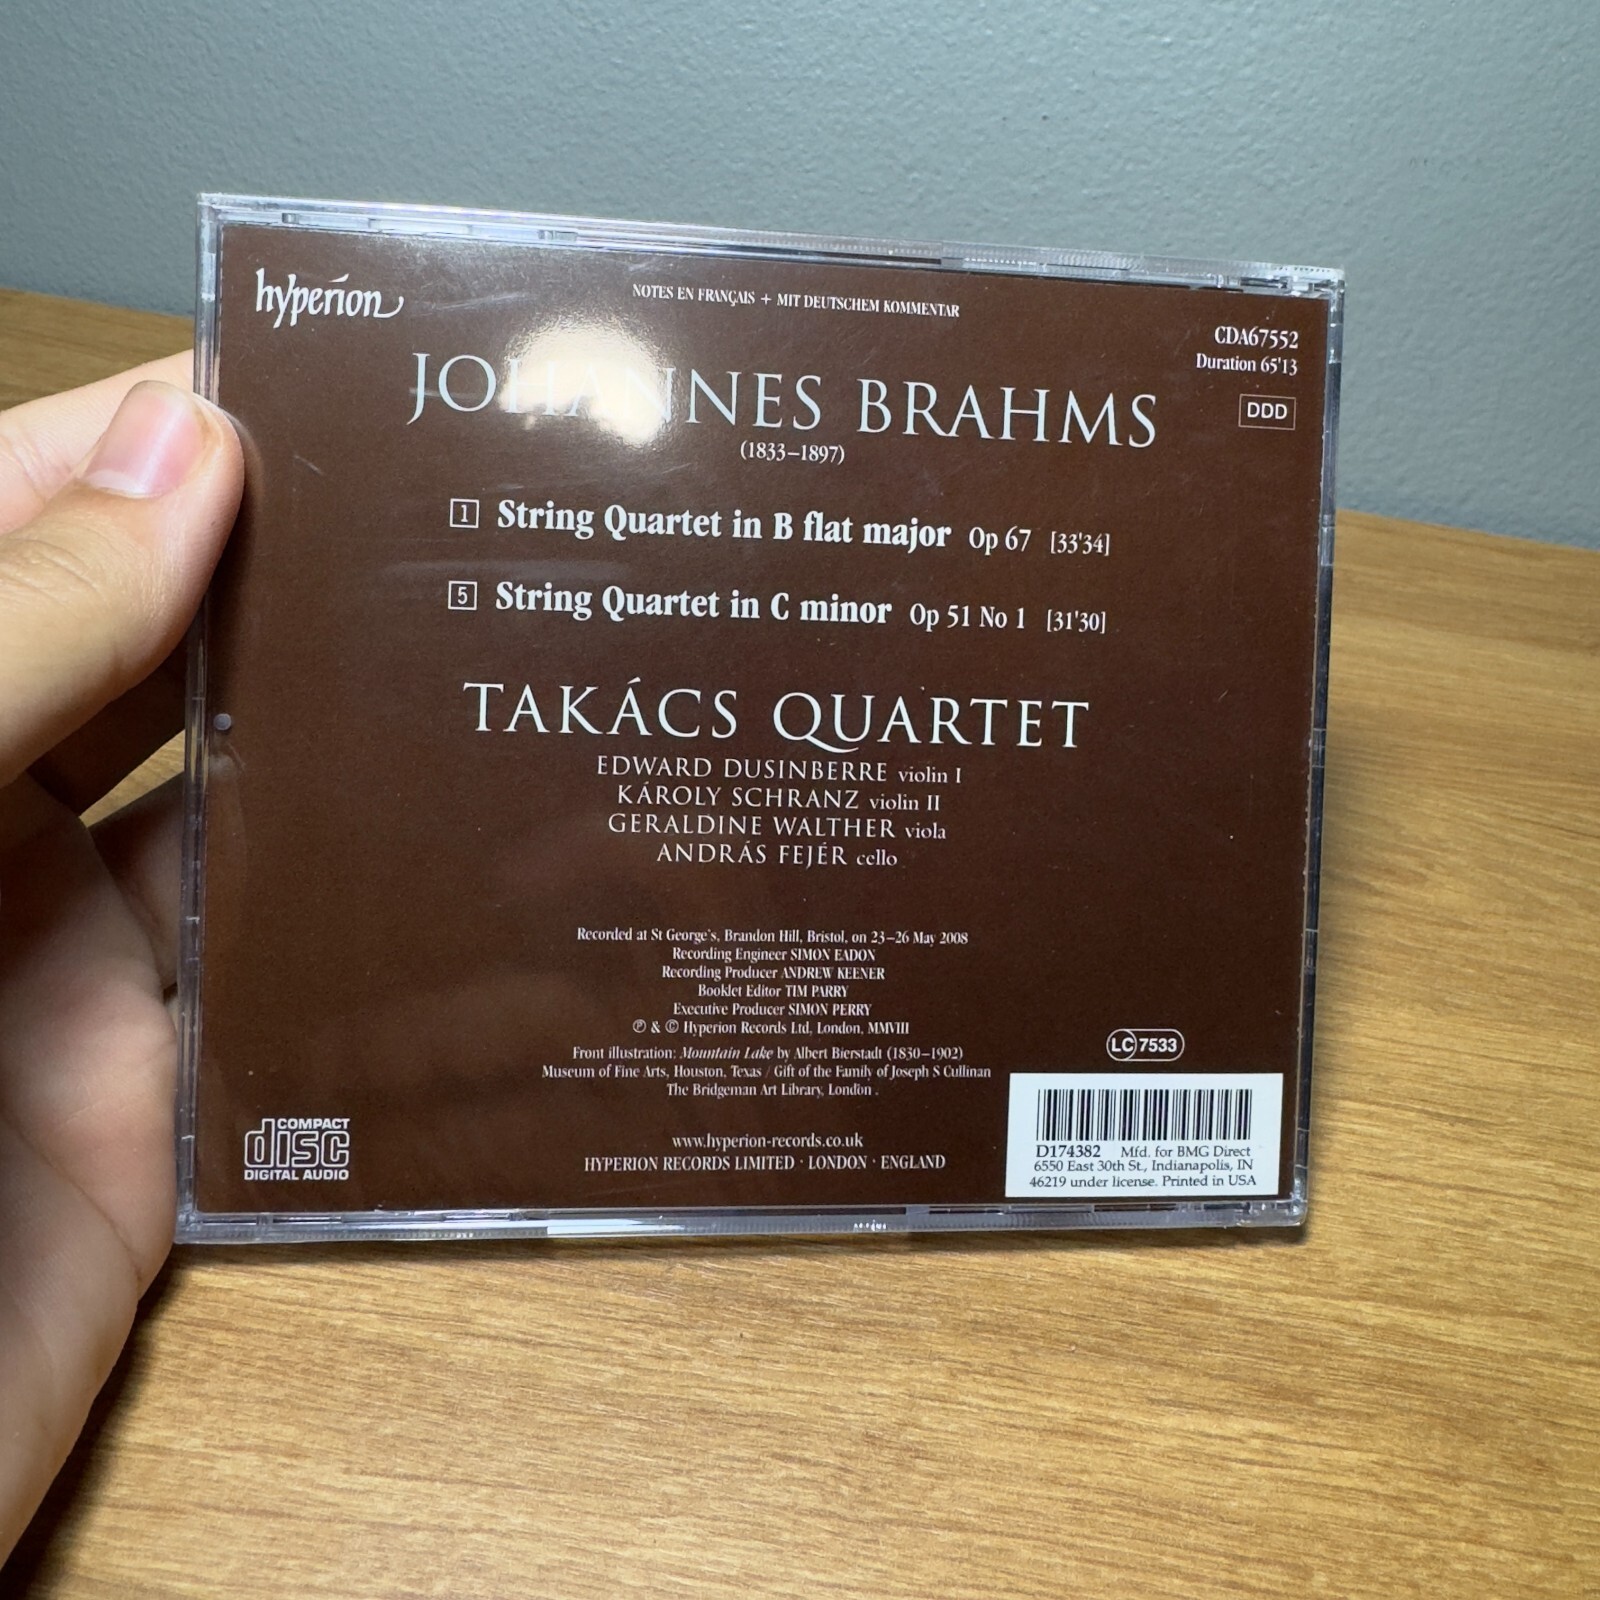 hyperion
NOTES EN FRANÇAIS + MIT DEUTSCHEM KOMMENTAR
CDA67552
Duration 65'13
DDD
JOHANNES BRAHMS
(1833–1897)
1 String Quartet in B flat major Op 67 [33'34]
5 String Quartet in C minor Op 51 No 1 [31'30]
TAKÁCS QUARTET
EDWARD DUSINBERRE violin I
KÁROLY SCHRANZ violin II
GERALDINE WALTHER viola
ANDRÁS FEJÉR cello
Recorded at St George's, Brandon Hill, Bristol, on 23–26 May 2008
Recording Engineer SIMON EADON
Recording Producer ANDREW KEENER
Booklet Editor TIM PARRY
Executive Producer SIMON PERRY
℗ & © Hyperion Records Ltd, London, MMVIII
Front illustration: Mountain Lake by Albert Bierstadt (1830–1902)
Museum of Fine Arts, Houston, Texas / Gift of the Family of Joseph S Cullinan
The Bridgeman Art Library, London .
www.hyperion-records.co.uk
HYPERION RECORDS LIMITED · LONDON · ENGLAND
COMPACT
disc
DIGITAL AUDIO
LC 7533
D174382 Mfd. for BMG Direct
6550 East 30th St., Indianapolis, IN
46219 under license. Printed in USA